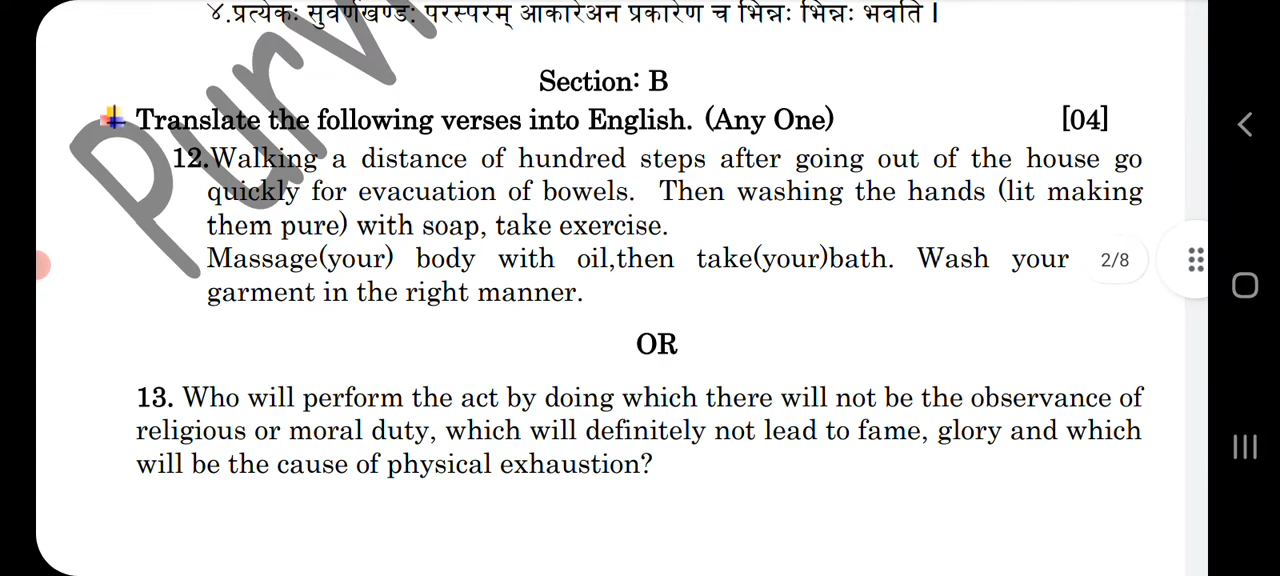 ४.प्रत्येकः सुवर्णखण्डः परस्परम् आकारेअन प्रकारेण च भिन्नः भिन्नः भवति ।
Section: B
Translate the following verses into English. (Any One) [04]
12.Walking a distance of hundred steps after going out of the house go
quickly for evacuation of bowels. Then washing the hands (lit making
them pure) with soap, take exercise.
Massage(your) body with oil,then take(your)bath. Wash your
garment in the right manner.
2/8
OR
13. Who will perform the act by doing which there will not be the observance of
religious or moral duty, which will definitely not lead to fame, glory and which
will be the cause of physical exhaustion?